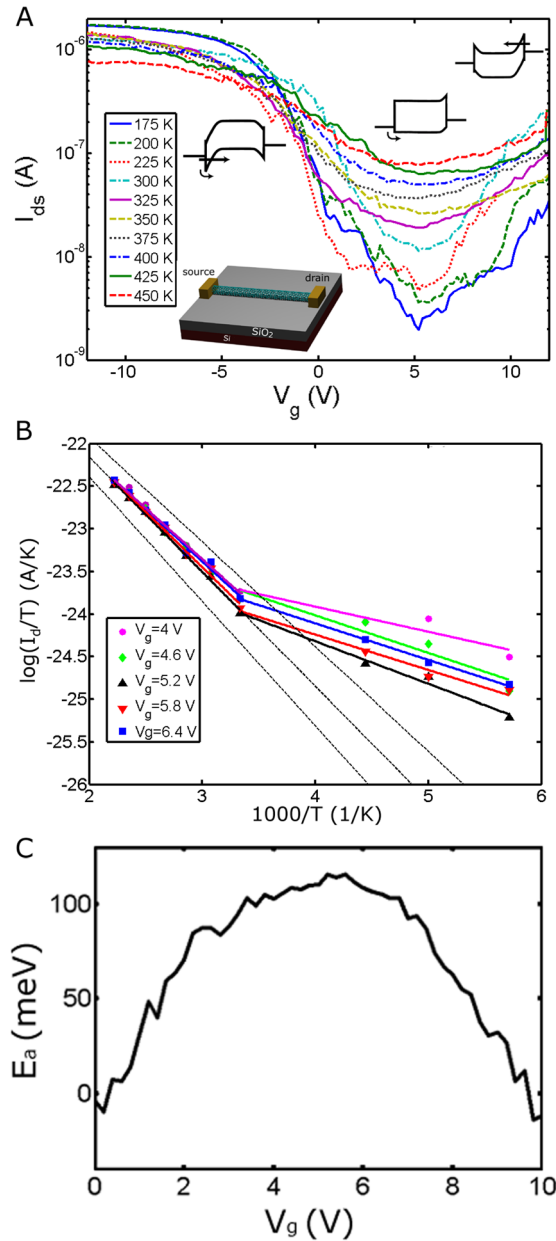 A
10^-6
10^-7
10^-8
10^-9
I_ds (A)
175 K
200 K
225 K
300 K
325 K
350 K
375 K
400 K
425 K
450 K
source
drain
SiO_2
Si
-10
-5
0
5
10
V_g (V)
B
-22
-22.5
-23
-23.5
-24
-24.5
-25
-25.5
-26
log(I_d/T) (A/K)
V_g=4 V
V_g=4.6 V
V_g=5.2 V
V_g=5.8 V
Vg=6.4 V
2
3
4
5
6
1000/T (1/K)
C
100
50
0
E_a (meV)
0
2
4
6
8
10
V_g (V)